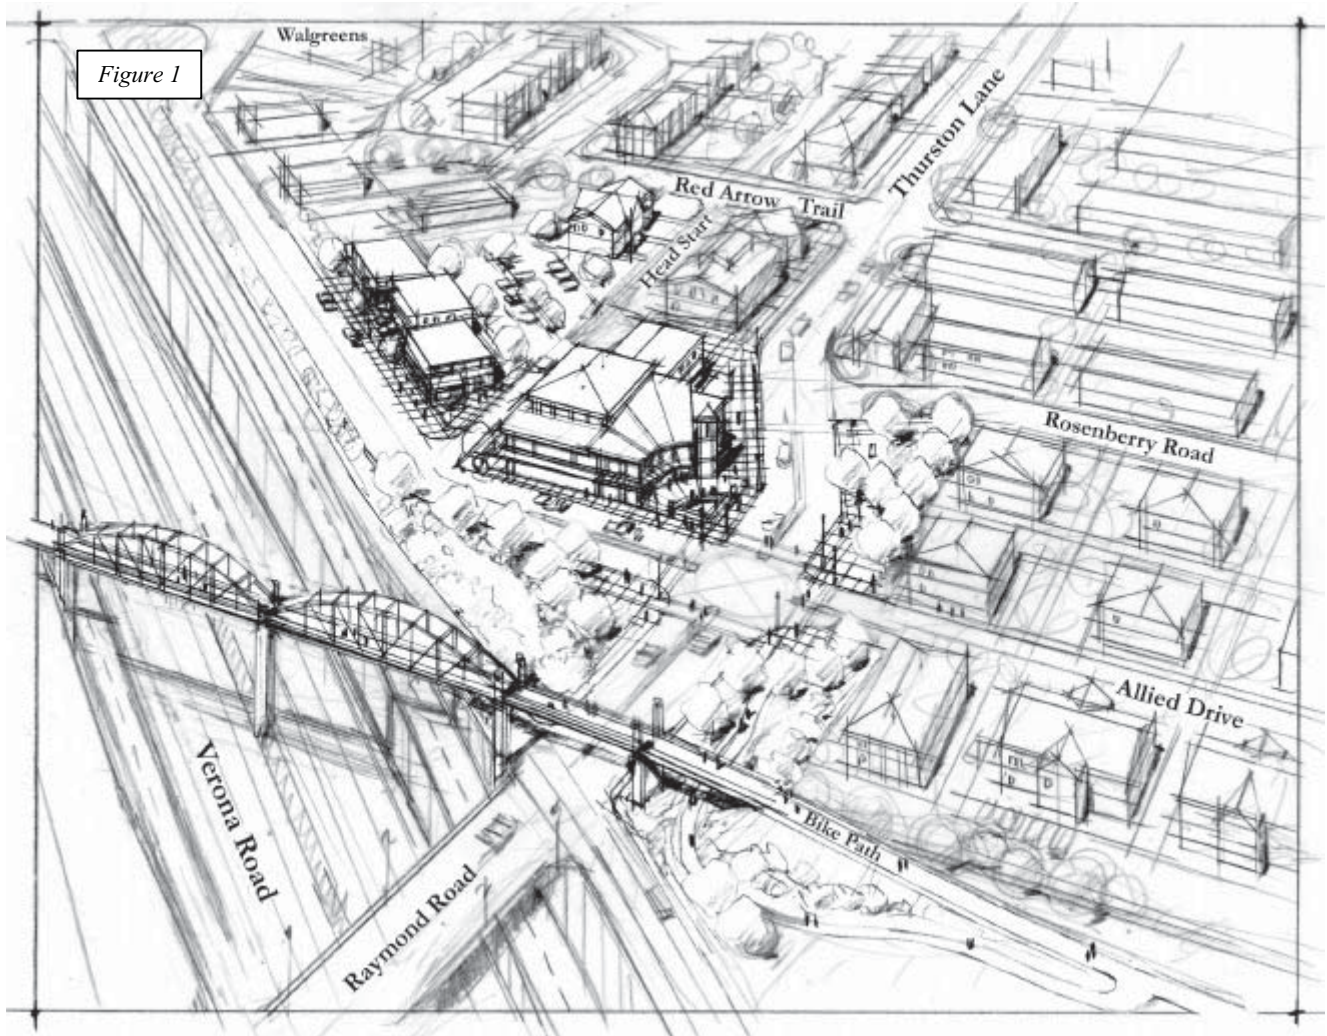 Walgreens
Figure 1
Thurston Lane
Red Arrow Trail
Head Start
Rosenberry Road
Allied Drive
Verona Road
Bike Path
Raymond Road